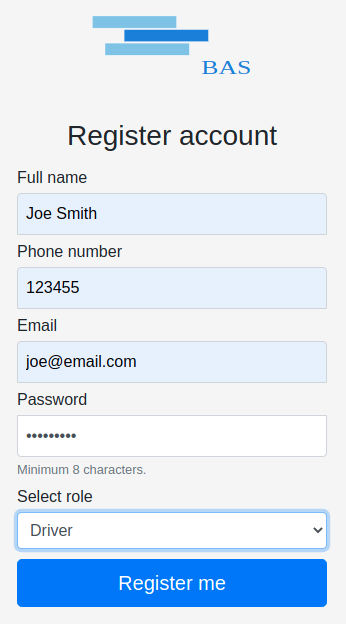 BAS
Register account
Full name
Joe Smith
Phone number
123455
Email
joe@email.com
Password
•••••••••
Minimum 8 characters.
Select role
Driver
Register me